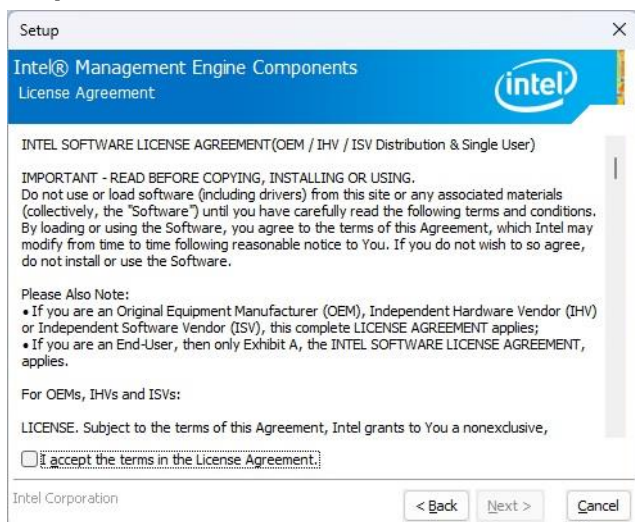 Setup
Intel® Management Engine Components
License Agreement
intel
INTEL SOFTWARE LICENSE AGREEMENT(OEM / IHV / ISV Distribution & Single User)
IMPORTANT - READ BEFORE COPYING, INSTALLING OR USING.
Do not use or load software (including drivers) from this site or any associated materials
(collectively, the "Software") until you have carefully read the following terms and conditions.
By loading or using the Software, you agree to the terms of this Agreement, which Intel may
modify from time to time following reasonable notice to You. If you do not wish to so agree,
do not install or use the Software.
Please Also Note:
• If you are an Original Equipment Manufacturer (OEM), Independent Hardware Vendor (IHV)
or Independent Software Vendor (ISV), this complete LICENSE AGREEMENT applies;
• If you are an End-User, then only Exhibit A, the INTEL SOFTWARE LICENSE AGREEMENT,
applies.
For OEMs, IHVs and ISVs:
LICENSE. Subject to the terms of this Agreement, Intel grants to You a nonexclusive,
I accept the terms in the License Agreement.
Intel Corporation
< Back Next > Cancel